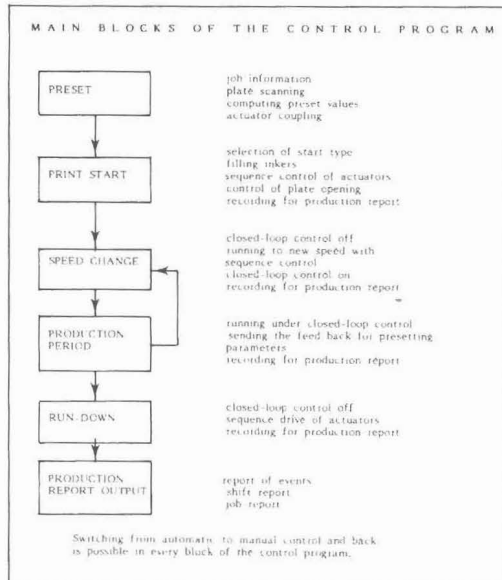 MAIN BLOCKS OF THE CONTROL PROGRAM
PRESET
job information
plate scanning
computing preset values
actuator coupling
PRINT START
selection of start type
filling inkers
sequence control of actuators
control of plate opening
recording for production report
SPEED CHANGE
closed-loop control off
running to new speed with
sequence control
closed-loop control on
recording for production report
PRODUCTION
PERIOD
running under closed-loop control
sending the feed back for presetting
parameters
recording for production report
RUN-DOWN
closed-loop control off
sequence drive of actuators
recording for production report
PRODUCTION
REPORT OUTPUT
report of events
shift report
job report
Switching from automatic to manual control and back
is possible in every block of the control program.